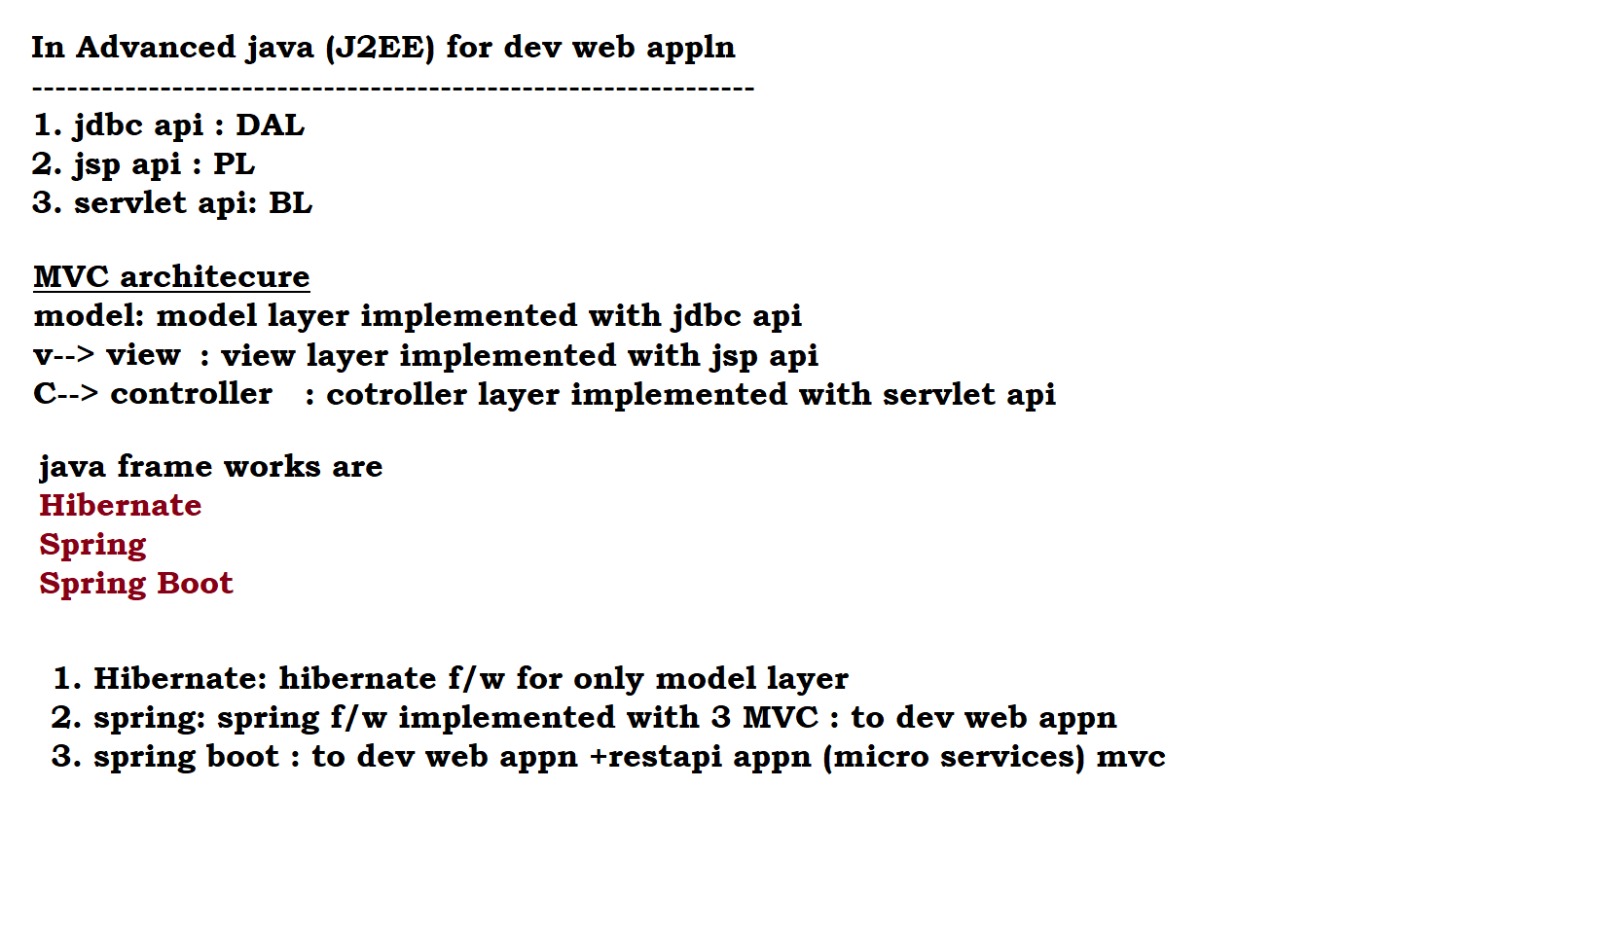 In Advanced java (J2EE) for dev web appln
--------------------------------------------------------------
1. jdbc api : DAL
2. jsp api : PL
3. servlet api: BL
MVC architecure
model: model layer implemented with jdbc api
v--> view : view layer implemented with jsp api
C--> controller : cotroller layer implemented with servlet api
java frame works are
Hibernate
Spring
Spring Boot
1. Hibernate: hibernate f/w for only model layer
2. spring: spring f/w implemented with 3 MVC : to dev web appn
3. spring boot : to dev web appn +restapi appn (micro services) mvc